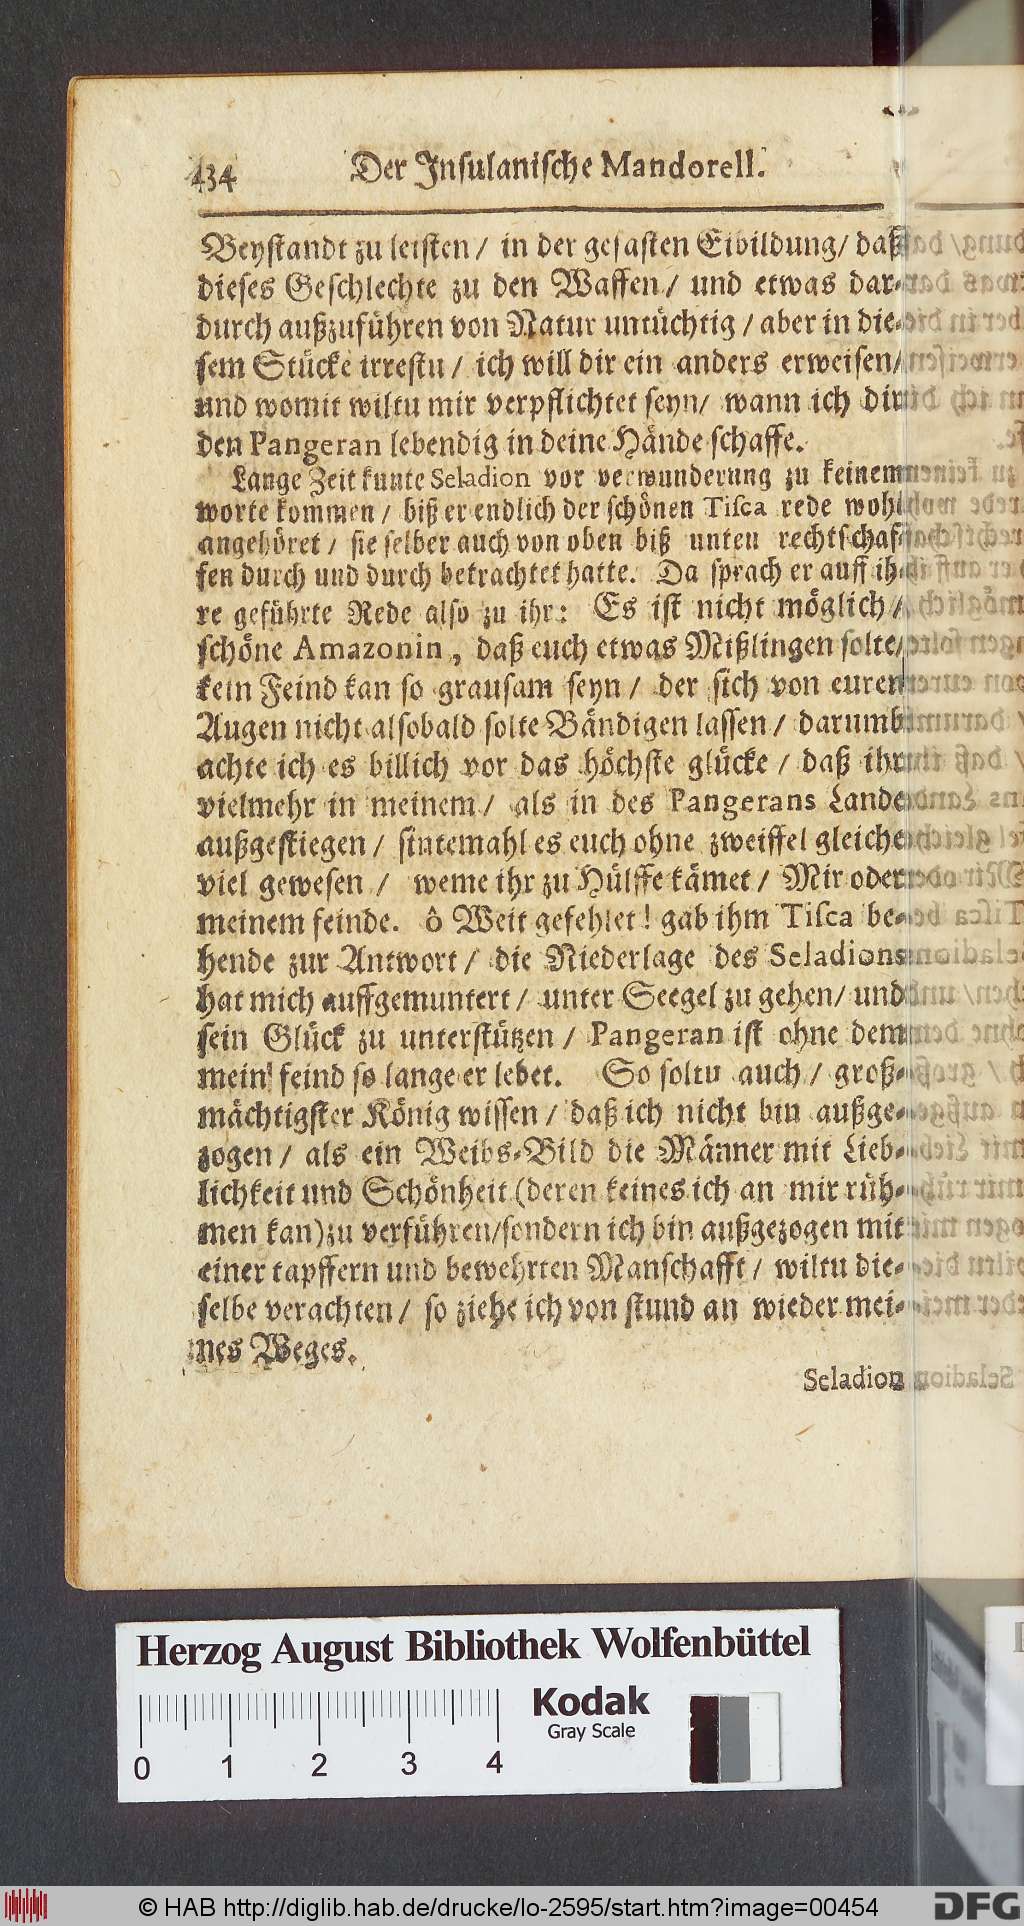 434 Der Jnſulaniſche Mandorell.
Beyſtandt zu leiſten / in der gefaſten Eibildung / daß
dieſes Geſchlechte zu den Waffen / und etwas dar-
durch außzuführen von Natur untüchtig / aber in die-
ſem Stücke irreſtu / ich will dir ein anders erweiſen /
und womit wiltu mir verpflichtet ſeyn / wann ich dir
den Pangeran lebendig in deine Hände ſchaffe.
Lange Zeit kunte Seladion vor verwunderung zu keinem
worte kommen / biß er endlich der ſchönen Tiſca rede wohl
angehöret / ſie ſelber auch von oben biß unten rechtſchaf-
fen durch und durch betrachtet hatte. Da ſprach er auff ih-
re geführte Rede alſo zu ihr: Es iſt nicht möglich /
ſchöne Amazonin, daß euch etwas Mißlingen ſolte /
kein Feind kan ſo grauſam ſeyn / der ſich von euren
Augen nicht alſobald ſolte Bändigen laſſen / darumb
achte ich es billich vor das höchſte glücke / daß ihr
vielmehr in meinem / als in des Pangerans Lande
außgeſtiegen / ſintemahl es euch ohne zweiffel gleiche
viel geweſen / weme ihr zu Hülffe kämet / Mir oder
meinem feinde. ô Weit gefehlet! gab ihm Tiſca be-
hende zur Antwort / die Niederlage des Seladions
hat mich auffgemuntert / unter Seegel zu gehen / und
ſein Glück zu unterſtützen / Pangeran iſt ohne dem
mein feind ſo lange er lebet. So ſoltu auch / groß-
mächtigſter König wiſſen / daß ich nicht bin außge-
zogen / als ein Weibs-Bild die Männer mit Lieb-
lichkeit und Schönheit (deren keines ich an mir rüh-
men kan) zu verführen / ſondern ich bin außgezogen mit
einer tapffern und bewehrten Manſchafft / wiltu die-
ſelbe verachten / ſo ziehe ich von ſtund an wieder mei-
nes Weges.
Seladion
Herzog August Bibliothek Wolfenbüttel
Kodak
Gray Scale
0 1 2 3 4
© HAB http://diglib.hab.de/drucke/lo-2595/start.htm?image=00454
DFG